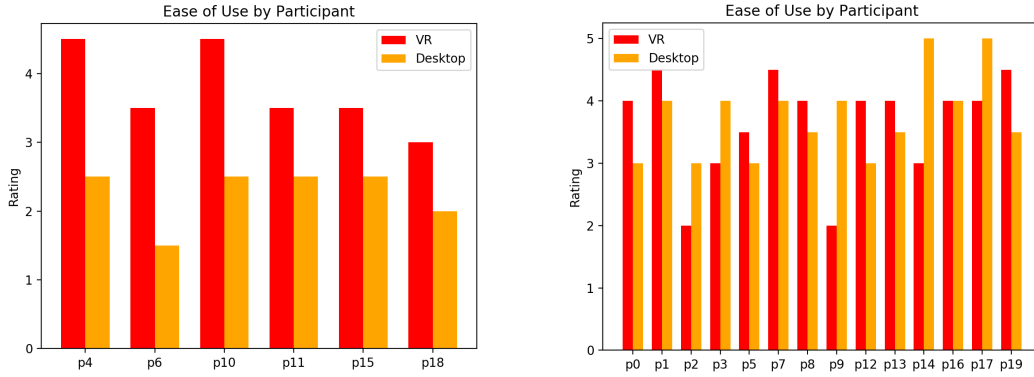 Ease of Use by Participant
VR
Desktop
Rating
4
3
2
1
0
p4 p6 p10 p11 p15 p18
Ease of Use by Participant
VR
Desktop
Rating
5
4
3
2
1
0
p0 p1 p2 p3 p5 p7 p8 p9 p12 p13 p14 p16 p17 p19